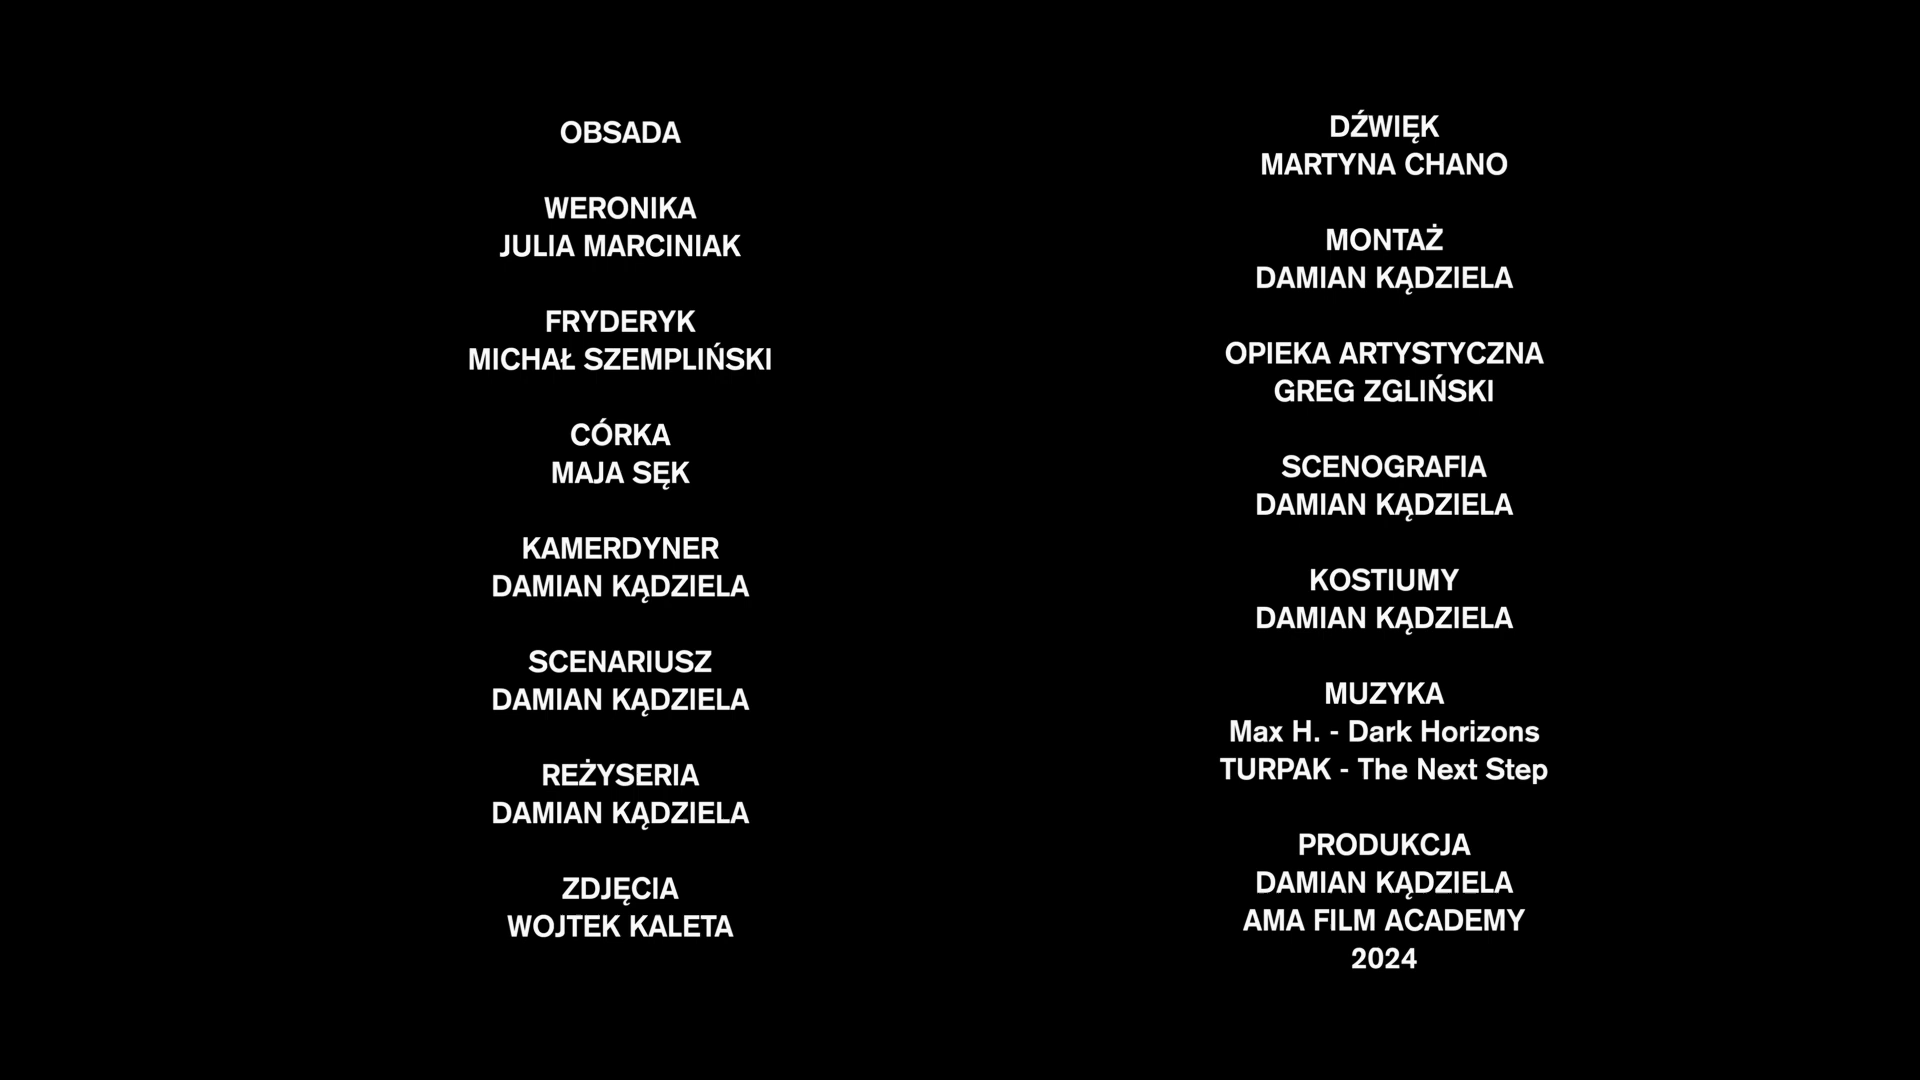 OBSADA
WERONIKA
JULIA MARCINIAK
FRYDERYK
MICHAŁ SZEMPLIŃSKI
CÓRKA
MAJA SĘK
KAMERDYNER
DAMIAN KĄDZIELA
SCENARIUSZ
DAMIAN KĄDZIELA
REŻYSERIA
DAMIAN KĄDZIELA
ZDJĘCIA
WOJTEK KALETA
DŹWIĘK
MARTYNA CHANO
MONTAŻ
DAMIAN KĄDZIELA
OPIEKA ARTYSTYCZNA
GREG ZGLIŃSKI
SCENOGRAFIA
DAMIAN KĄDZIELA
KOSTIUMY
DAMIAN KĄDZIELA
MUZYKA
Max H. - Dark Horizons
TURPAK - The Next Step
PRODUKCJA
DAMIAN KĄDZIELA
AMA FILM ACADEMY
2024